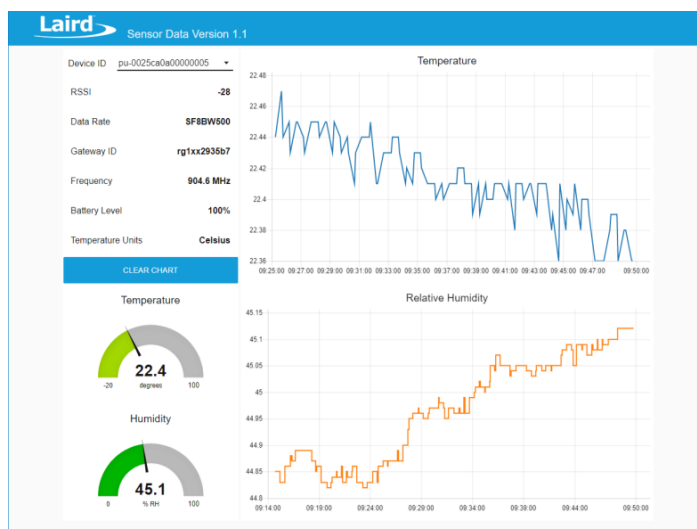 Laird
Sensor Data Version 1.1
Device ID pu-0025ca0a00000005
RSSI -28
Data Rate SF8BW500
Gateway ID rg1xx2935b7
Frequency 904.6 MHz
Battery Level 100%
Temperature Units Celsius
CLEAR CHART
Temperature
22.4
-20 degrees 100
Humidity
45.1
0 % RH 100
Temperature
22.48
22.46
22.44
22.42
22.4
22.38
22.36
09:25:00 09:27:00 09:29:00 09:31:00 09:33:00 09:35:00 09:37:00 09:39:00 09:41:00 09:43:00 09:45:00 09:47:00 09:50:00
Relative Humidity
45.15
45.1
45.05
45
44.95
44.9
44.85
44.8
09:14:00 09:19:00 09:24:00 09:29:00 09:34:00 09:39:00 09:44:00 09:50:00